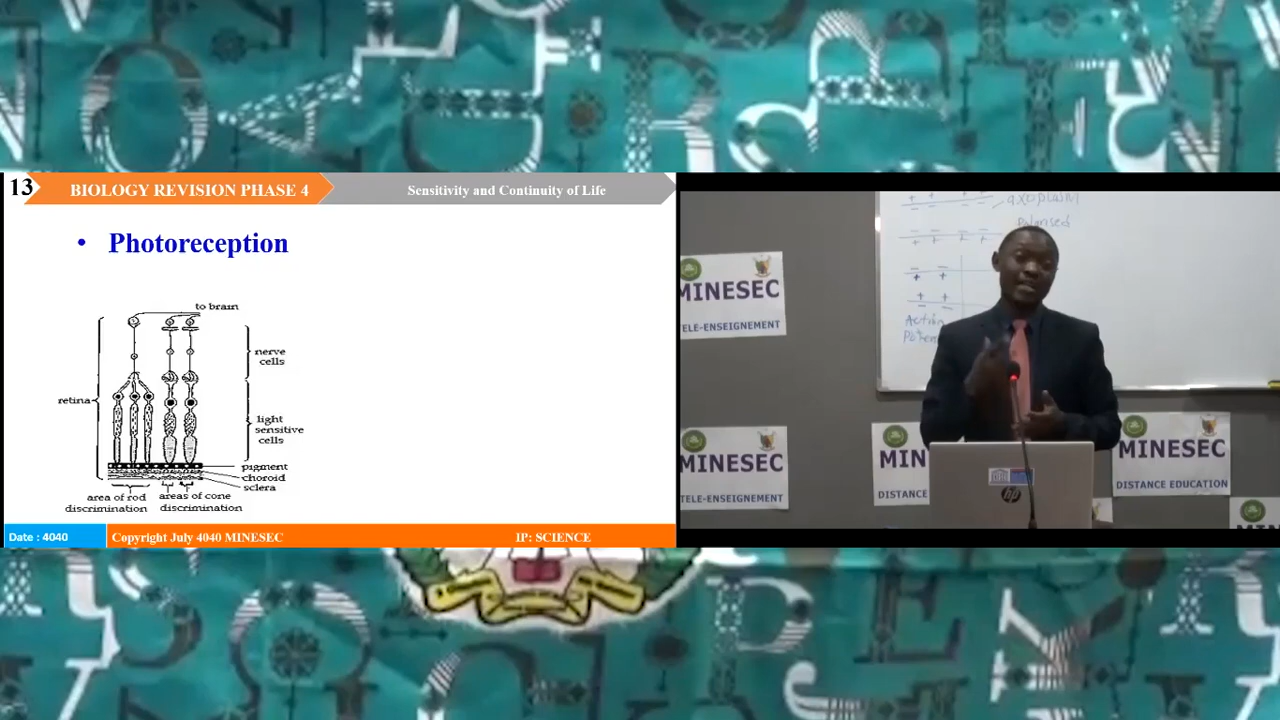 13
BIOLOGY REVISION PHASE 4
Sensitivity and Continuity of Life
• Photoreception
to brain
nerve
cells
retina
light
sensitive
cells
pigment
choroid
sclera
area of rod
discrimination
areas of cone
discrimination
Date : 4040
Copyright July 4040 MINESEC
IP: SCIENCE
axoplasm
Polarised
Action
MINESEC
TELE-ENSEIGNEMENT
MINESEC
TELE-ENSEIGNEMENT
MIN
DISTANCE
MINESEC
DISTANCE EDUCATION
MINESEC
hp